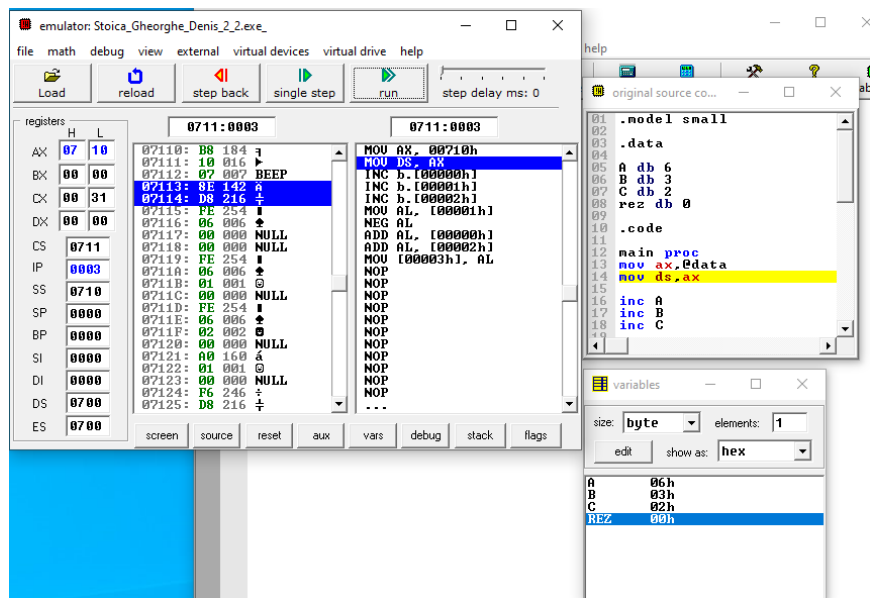 emulator: Stoica_Gheorghe_Denis_2_2.exe_
file math debug view external virtual devices virtual drive help
Load reload step back single step run step delay ms: 0
registers
H L
AX 07 10
BX 00 00
CX 00 31
DX 00 00
CS 0711
IP 0003
SS 0710
SP 0000
BP 0000
SI 0000
DI 0000
DS 0700
ES 0700
0711:0003
07110: B8 184 ╕
07111: 10 016 ►
07112: 07 007 BEEP
07113: 8E 142 Ä
07114: D8 216 ╪
07115: FE 254 ■
07116: 06 006 ♠
07117: 00 000 NULL
07118: 00 000 NULL
07119: FE 254 ■
0711A: 06 006 ♠
0711B: 01 001 ☺
0711C: 00 000 NULL
0711D: FE 254 ■
0711E: 06 006 ♠
0711F: 02 002 ☻
07120: 00 000 NULL
07121: A0 160 á
07122: 01 001 ☺
07123: 00 000 NULL
07124: F6 246 ÷
07125: D8 216 ╪
0711:0003
MOV AX, 00710h
MOV DS, AX
INC b.[00000h]
INC b.[00001h]
INC b.[00002h]
MOV AL, [00001h]
NEG AL
ADD AL, [00000h]
ADD AL, [00002h]
MOV [00003h], AL
NOP
NOP
NOP
NOP
NOP
NOP
NOP
NOP
NOP
NOP
NOP
...
screen source reset aux vars debug stack flags
help
original source co...
01 .model small
02
03 .data
04
05 A db 6
06 B db 3
07 C db 2
08 rez db 0
09
10 .code
11
12 main proc
13 mov ax,@data
14 mov ds,ax
15
16 inc A
17 inc B
18 inc C
19
variables
size: byte elements: 1
edit show as: hex
A 06h
B 03h
C 02h
REZ 00h